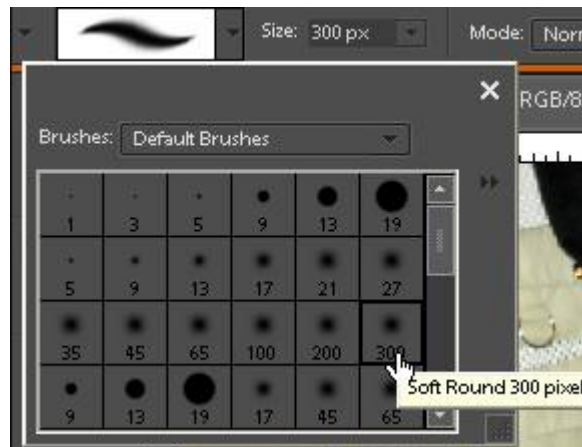 Size: 300 px Mode: Norr
RGB/8
Brushes: Default Brushes
1 3 5 9 13 19
5 9 13 17 21 27
35 45 65 100 200 300
Soft Round 300 pixel
9 13 19 17 45 65